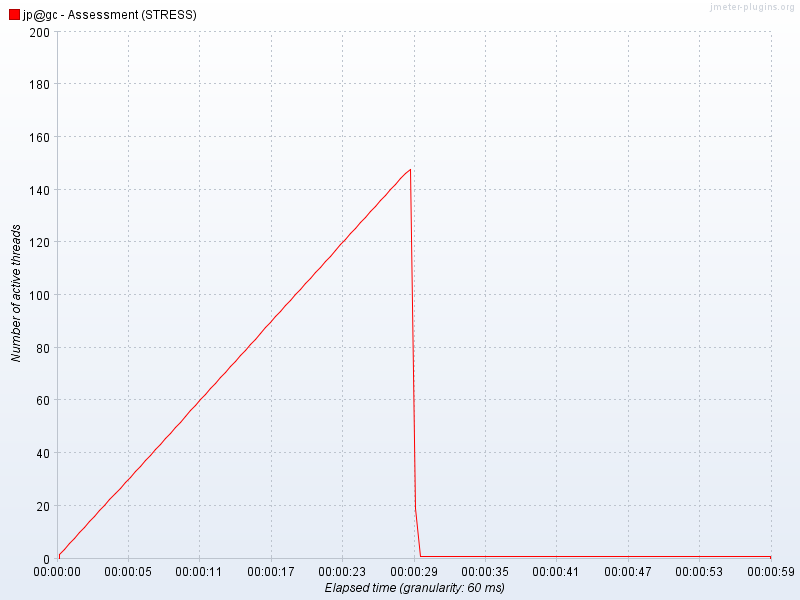 jmeter-plugins.org
jp@gc - Assessment (STRESS)
200
180
160
140
120
100
80
60
40
20
0
Number of active threads
00:00:00 00:00:05 00:00:11 00:00:17 00:00:23 00:00:29 00:00:35 00:00:41 00:00:47 00:00:53 00:00:59
Elapsed time (granularity: 60 ms)